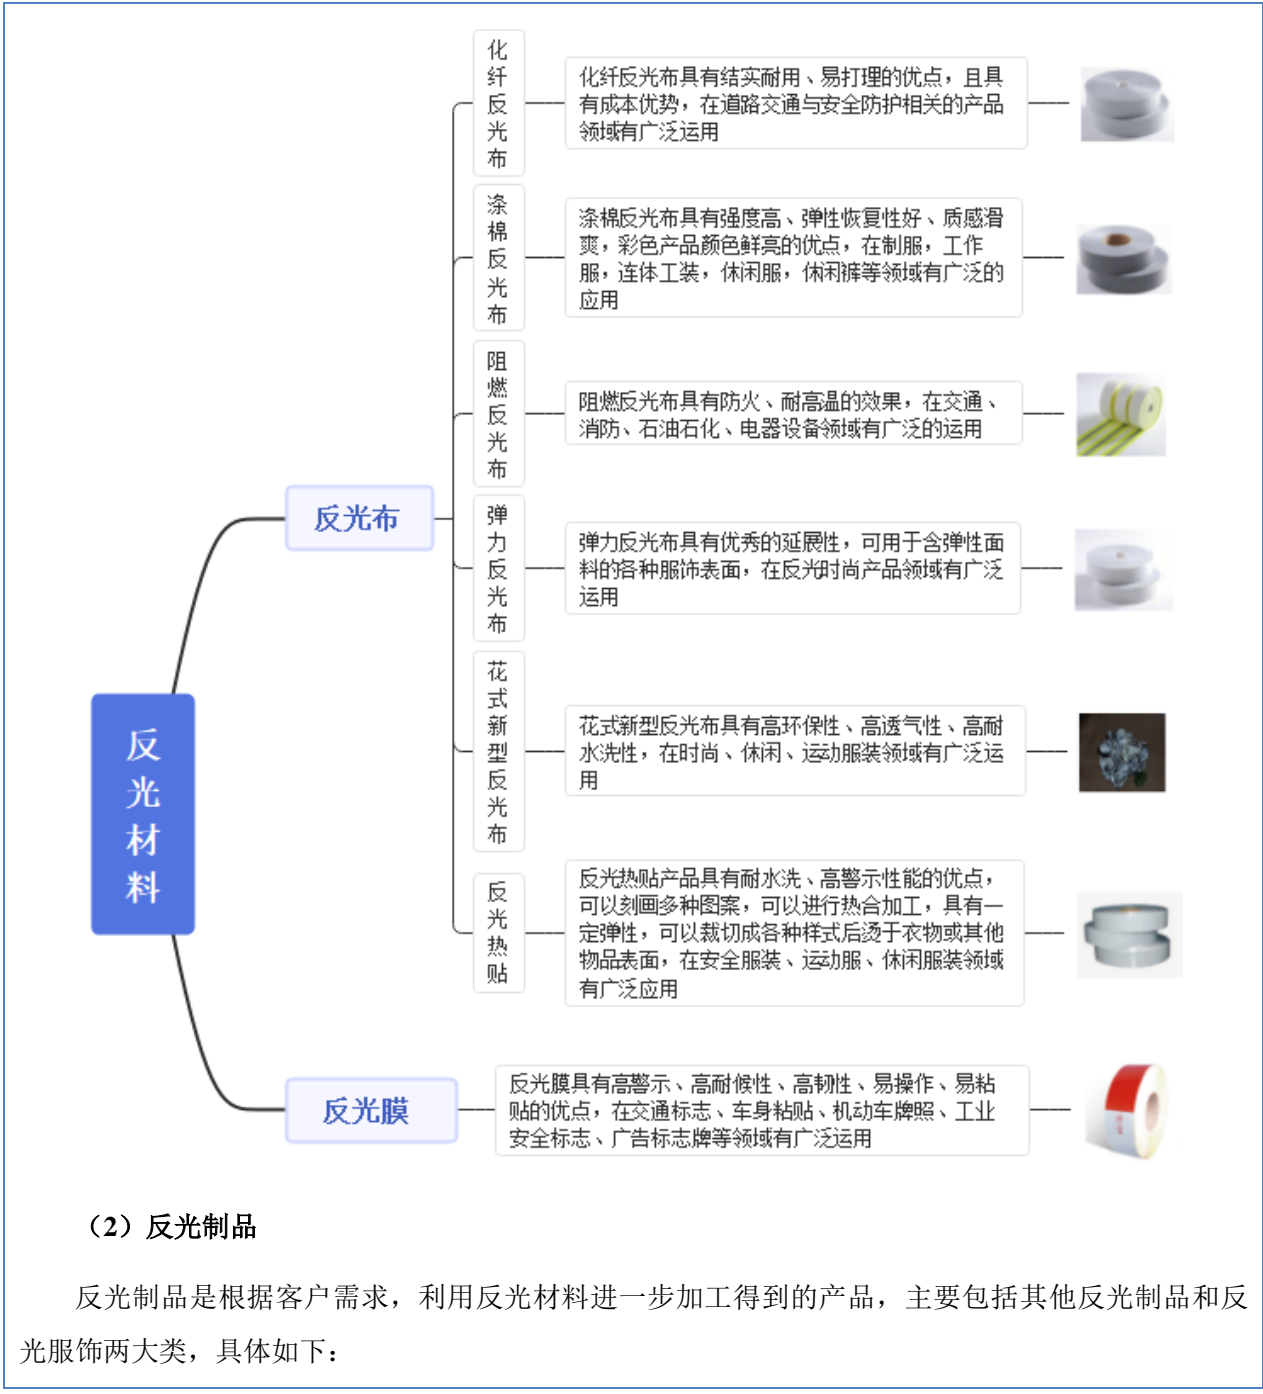 反光材料
反光布
化纤反光布
化纤反光布具有结实耐用、易打理的优点，且具
有成本优势，在道路交通与安全防护相关的产品
领域有广泛运用
涤棉反光布
涤棉反光布具有强度高、弹性恢复性好、质感滑
爽，彩色产品颜色鲜亮的优点，在制服，工作
服，连体工装，休闲服，休闲裤等领域有广泛的
应用
阻燃反光布
阻燃反光布具有防火、耐高温的效果，在交通、
消防、石油石化、电器设备领域有广泛的运用
弹力反光布
弹力反光布具有优秀的延展性，可用于含弹性面
料的各种服饰表面，在反光时尚产品领域有广泛
运用
花式新型反光布
花式新型反光布具有高环保性、高透气性、高耐
水洗性，在时尚、休闲、运动服装领域有广泛运
用
反光热贴
反光热贴产品具有耐水洗、高警示性能的优点，
可以刻画多种图案，可以进行热合加工，具有一
定弹性，可以裁切成各种样式后烫于衣物或其他
物品表面，在安全服装、运动服、休闲服装领域
有广泛应用
反光膜
反光膜具有高警示、高耐候性、高韧性、易操作、易粘
贴的优点，在交通标志、车身粘贴、机动车牌照、工业
安全标志、广告标志牌等领域有广泛运用
（2）反光制品
反光制品是根据客户需求，利用反光材料进一步加工得到的产品，主要包括其他反光制品和反
光服饰两大类，具体如下：